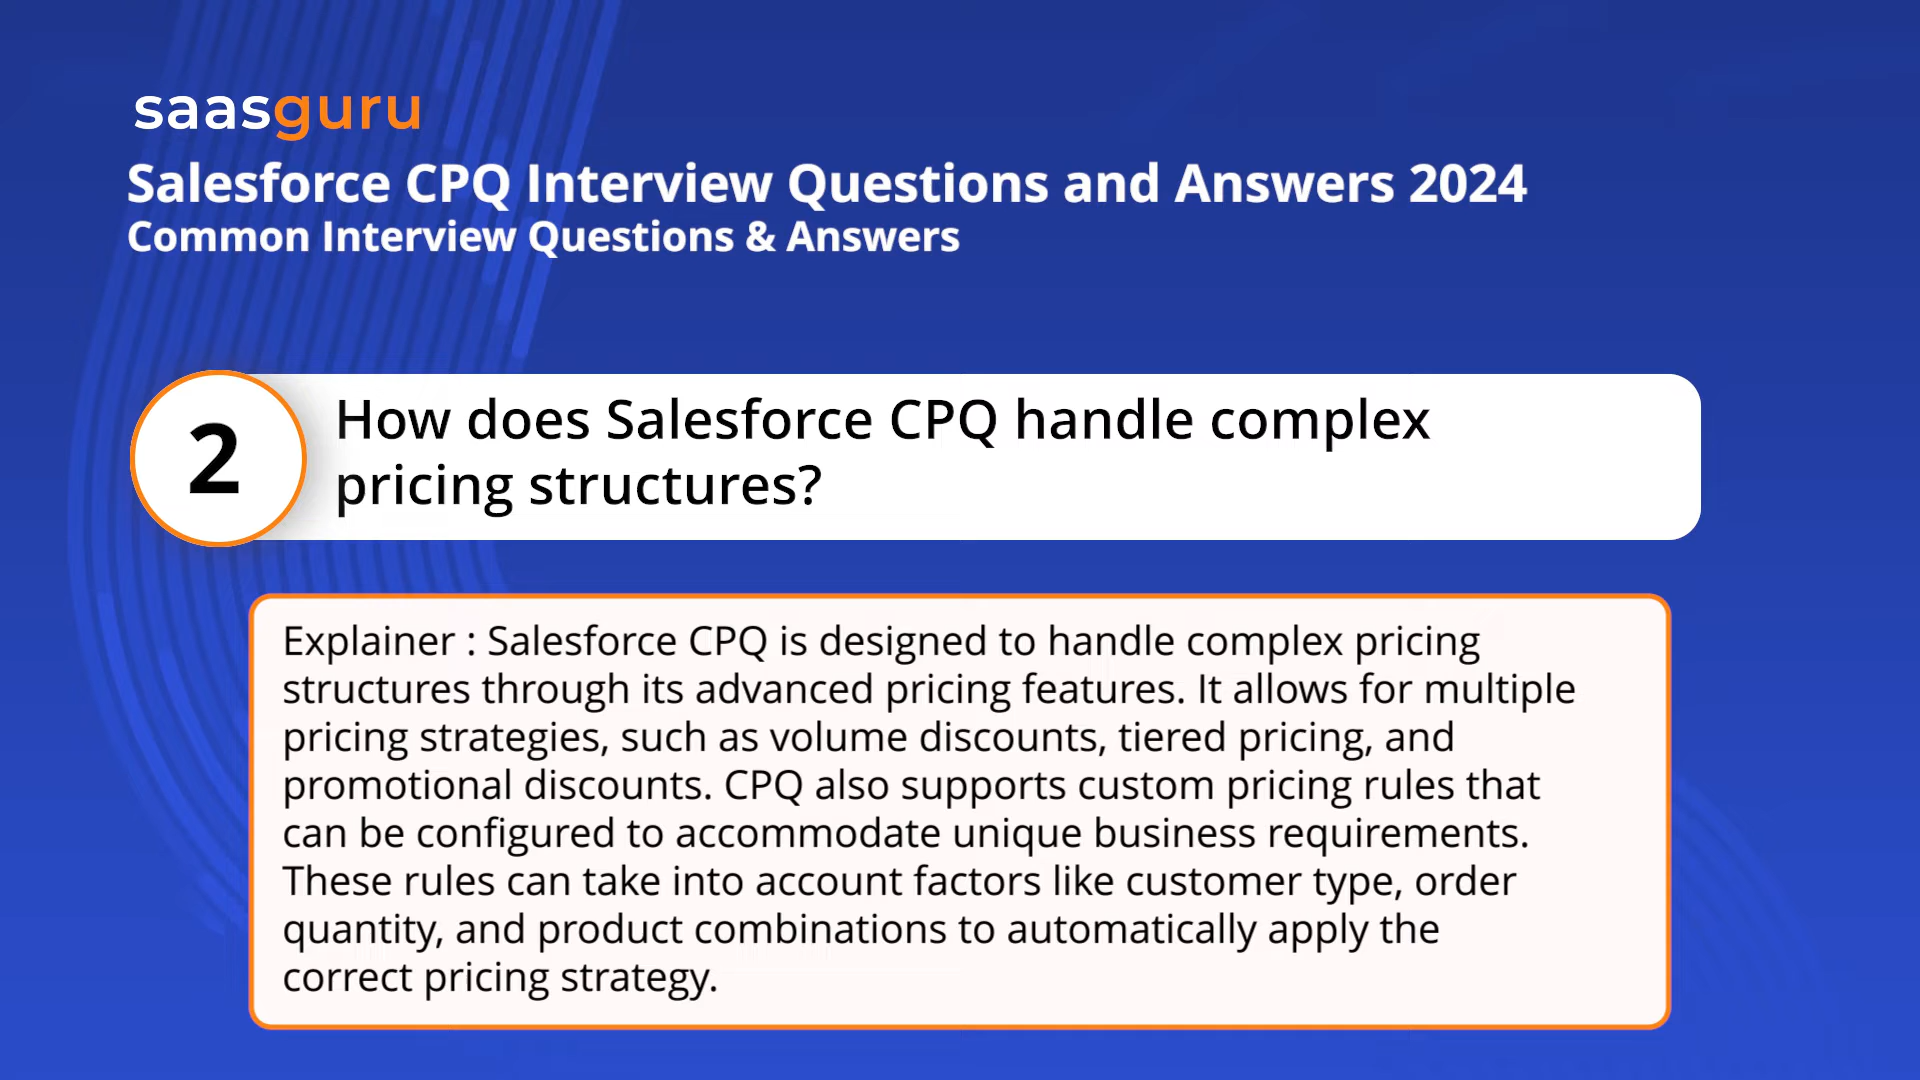 saasguru
Salesforce CPQ Interview Questions and Answers 2024
Common Interview Questions & Answers
2
How does Salesforce CPQ handle complex
pricing structures?
Explainer : Salesforce CPQ is designed to handle complex pricing
structures through its advanced pricing features. It allows for multiple
pricing strategies, such as volume discounts, tiered pricing, and
promotional discounts. CPQ also supports custom pricing rules that
can be configured to accommodate unique business requirements.
These rules can take into account factors like customer type, order
quantity, and product combinations to automatically apply the
correct pricing strategy.